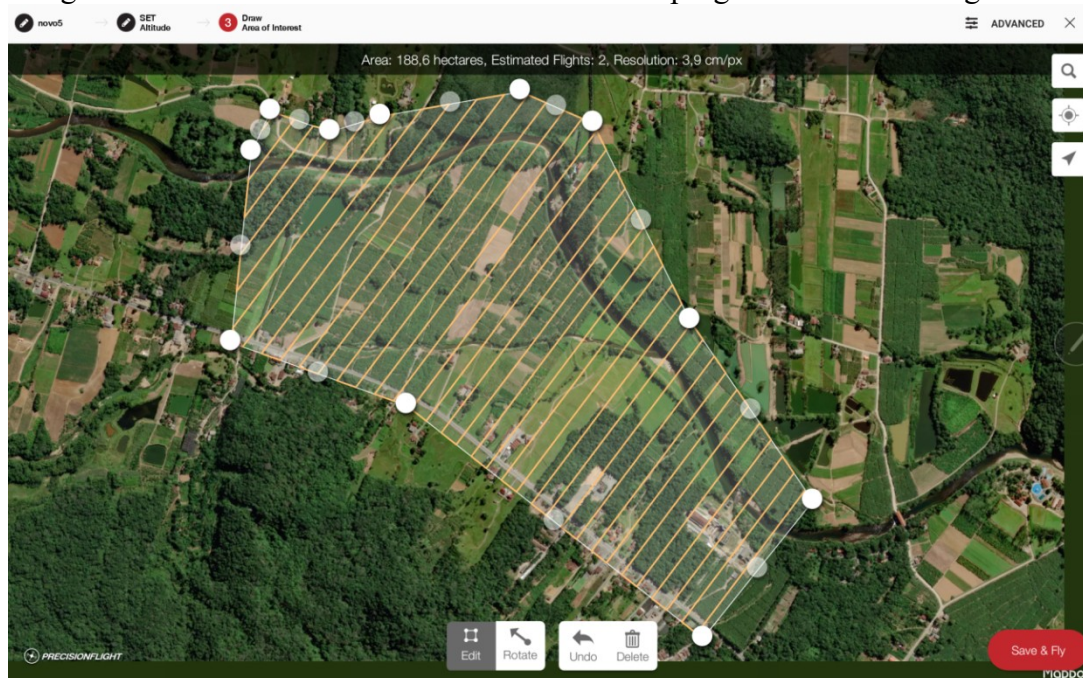 novo5
SET
Altitude
3
Draw
Area of Interest
ADVANCED
Area: 188,6 hectares, Estimated Flights: 2, Resolution: 3,9 cm/px
PRECISIONFLIGHT
Edit
Rotate
Undo
Delete
Save & Fly